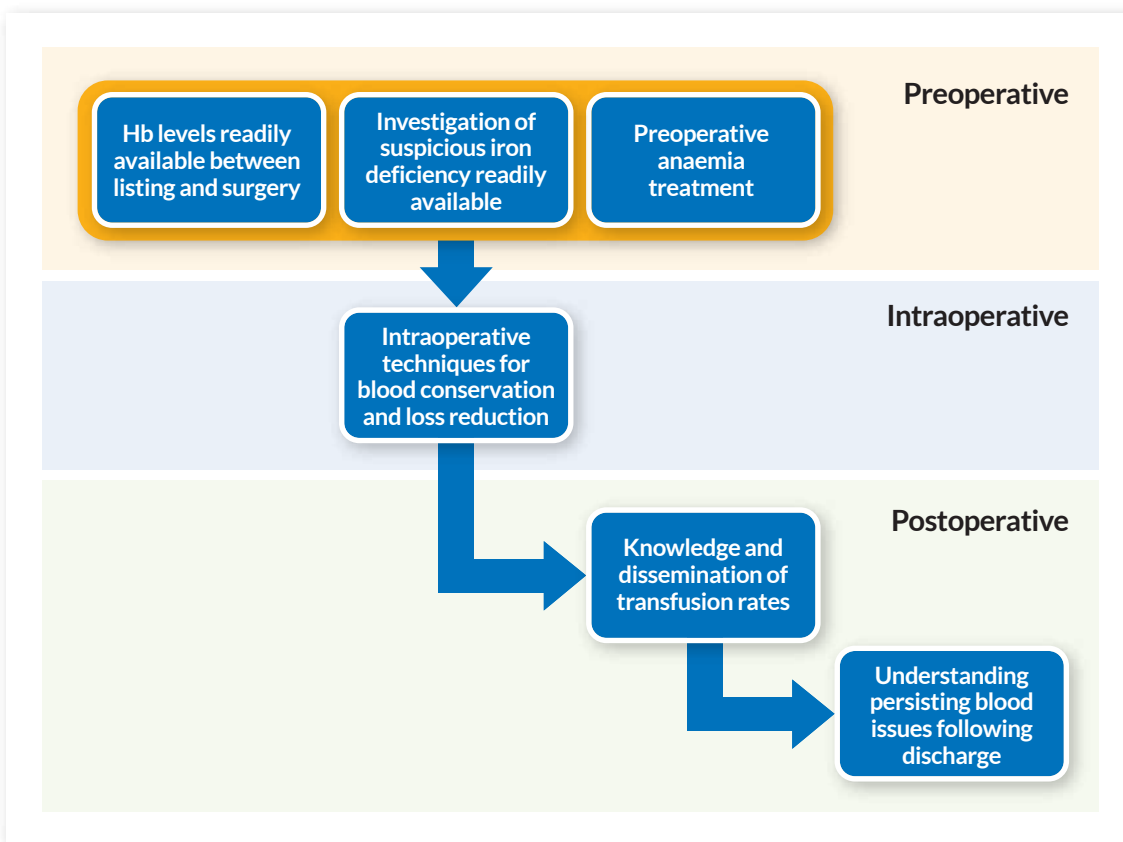 Preoperative
Hb levels readily
available between
listing and surgery
Investigation of
suspicious iron
deficiency readily
available
Preoperative
anaemia
treatment
Intraoperative
Intraoperative
techniques for
blood conservation
and loss reduction
Postoperative
Knowledge and
dissemination of
transfusion rates
Understanding
persisting blood
issues following
discharge